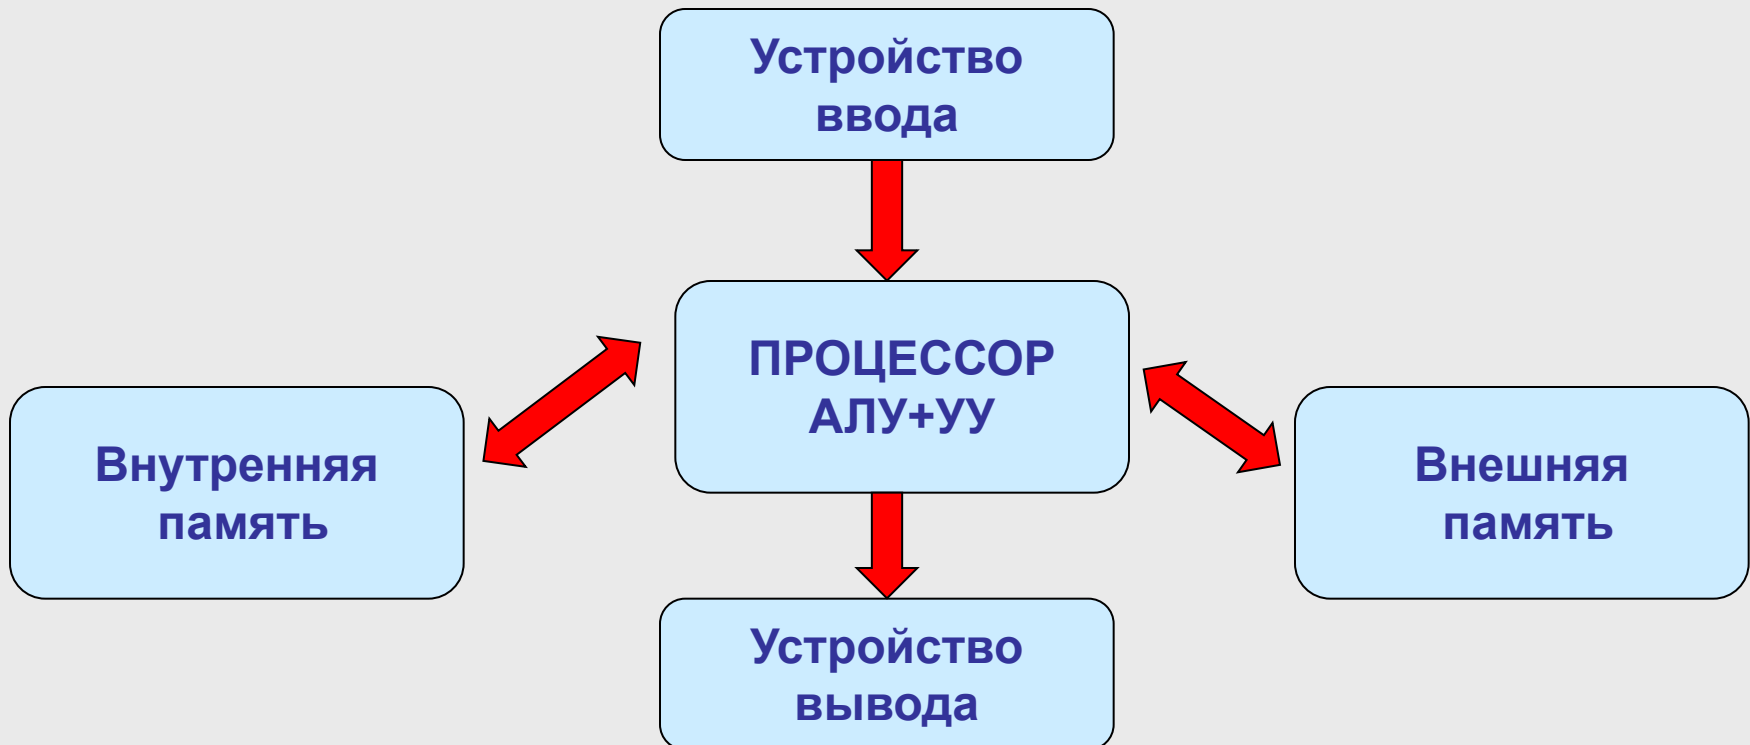 Устройство
ввода
ПРОЦЕССОР
АЛУ+УУ
Внутренняя
память
Внешняя
память
Устройство
вывода